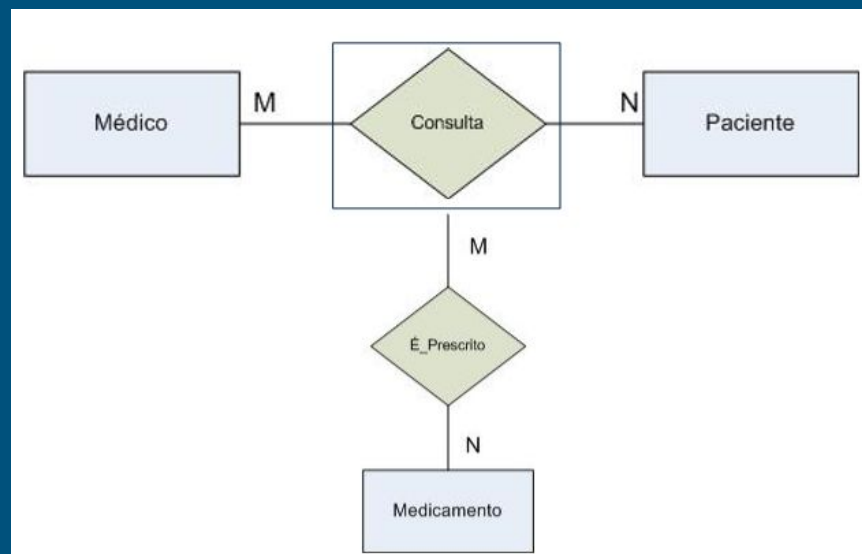 Médico
M
Consulta
N
Paciente
M
É_Prescrito
N
Medicamento